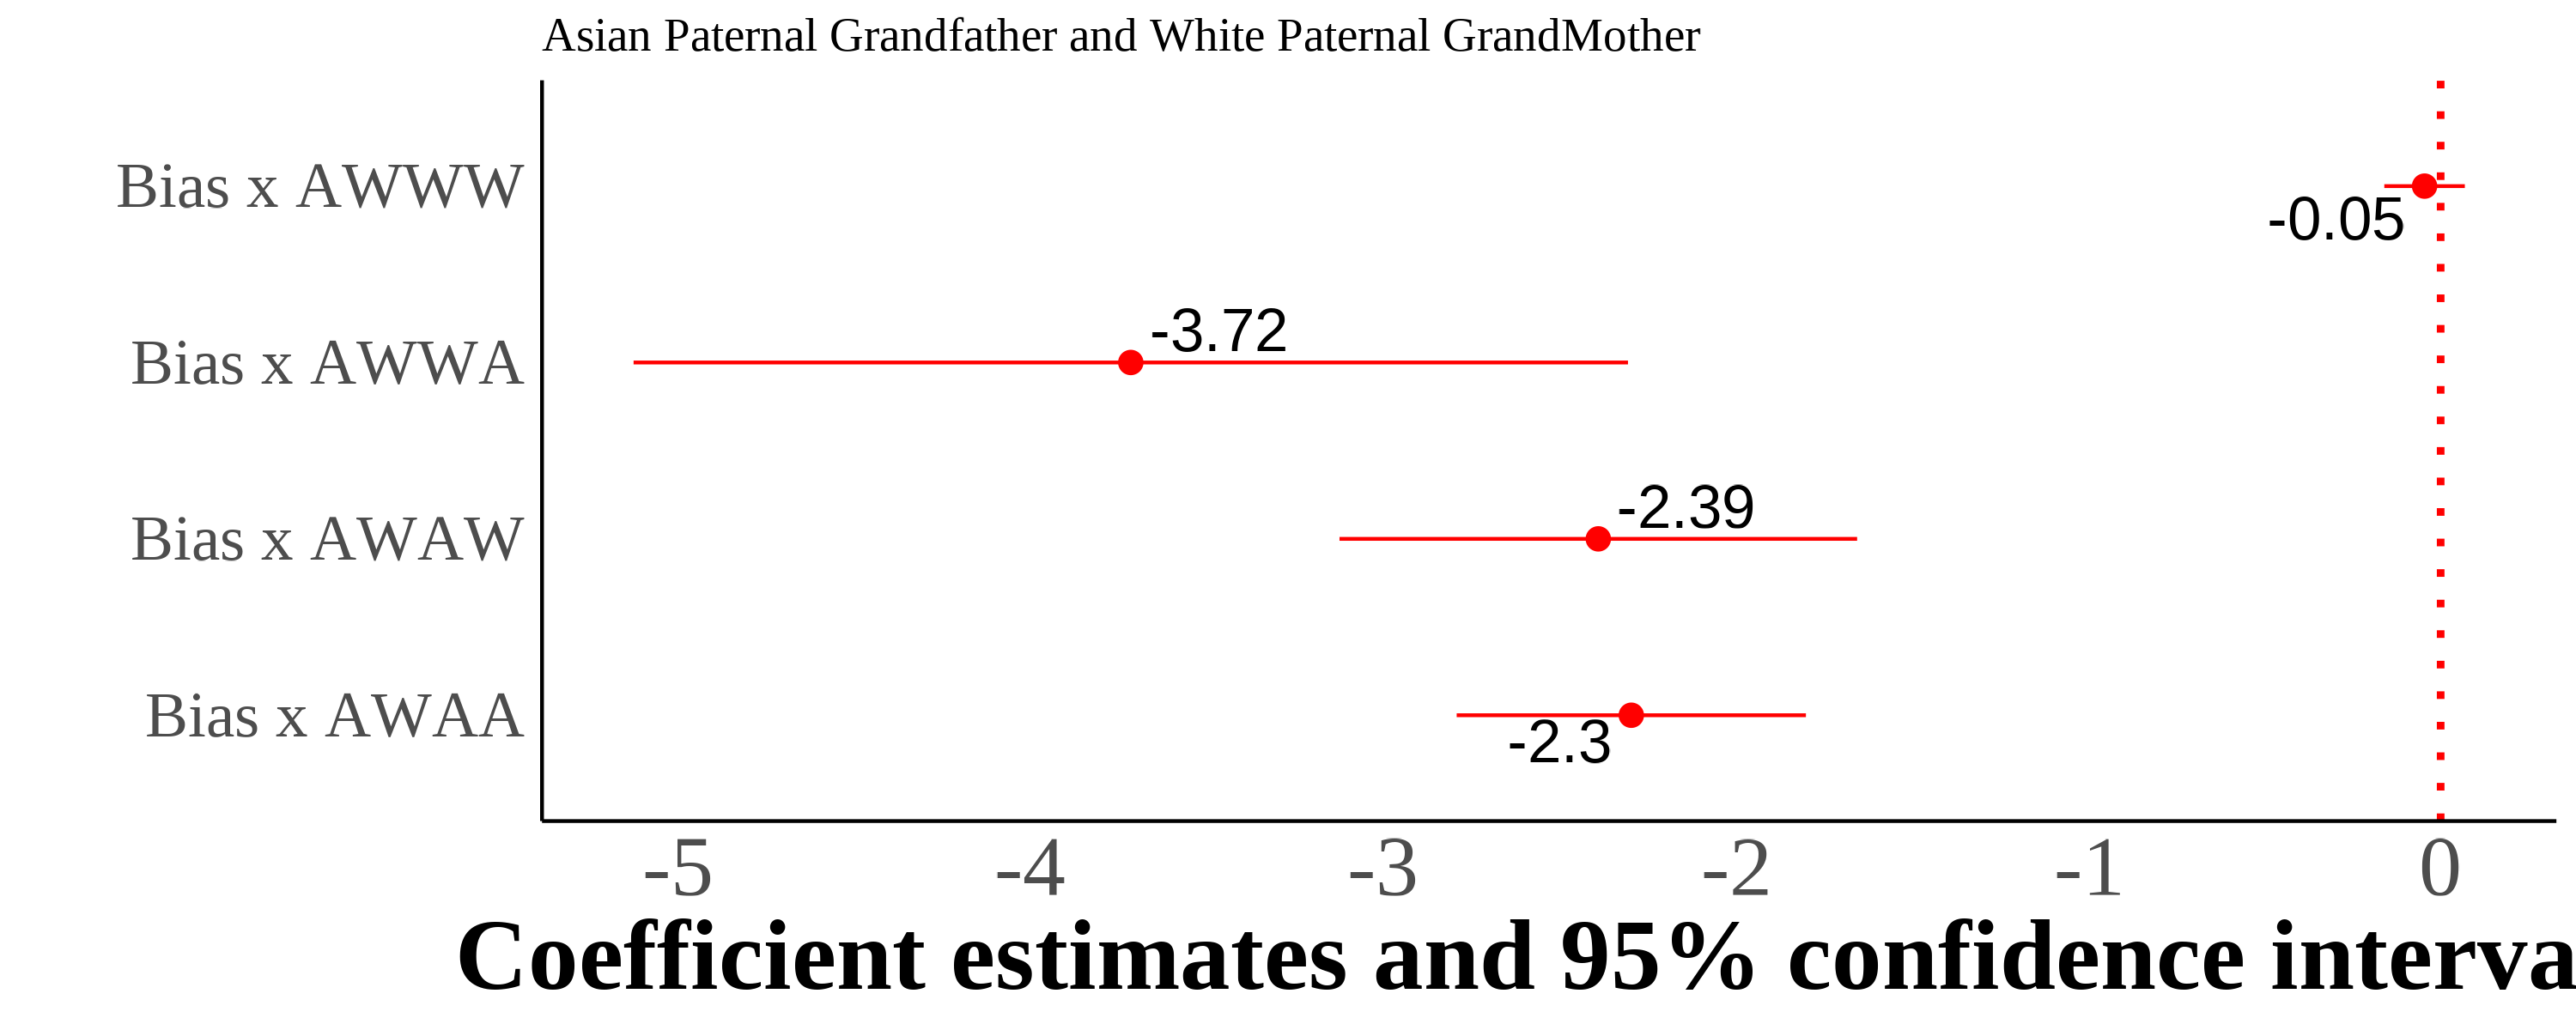 Asian Paternal Grandfather and White Paternal GrandMother
Bias x AWWW
-0.05
Bias x AWWA
-3.72
Bias x AWAW
-2.39
Bias x AWAA
-2.3
-5 -4 -3 -2 -1 0
Coefficient estimates and 95% confidence interva